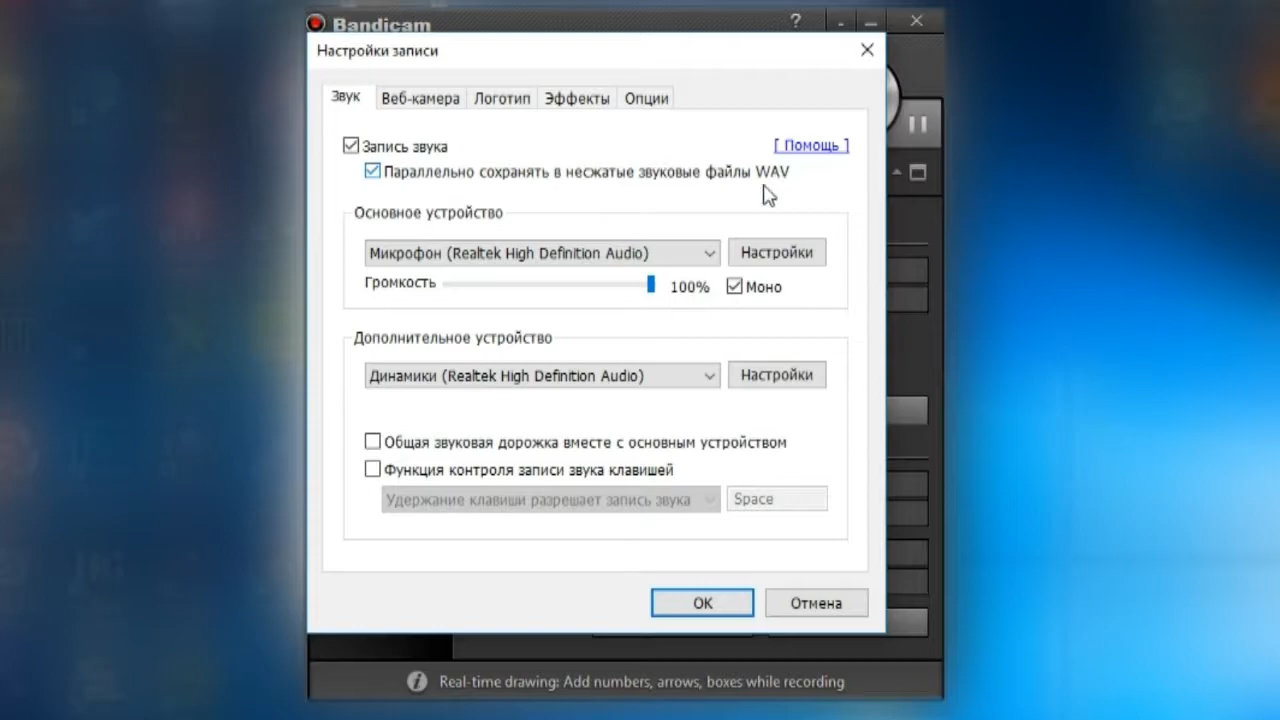 Bandicam
?
Настройки записи
Звук Веб-камера Логотип Эффекты Опции
Запись звука [ Помощь ]
Параллельно сохранять в несжатые звуковые файлы WAV
Основное устройство
Микрофон (Realtek High Definition Audio) Настройки
Громкость 100% Моно
Дополнительное устройство
Динамики (Realtek High Definition Audio) Настройки
Общая звуковая дорожка вместе с основным устройством
Функция контроля записи звука клавишей
Удержание клавиши разрешает запись звука Space
OK Отмена
Real-time drawing: Add numbers, arrows, boxes while recording